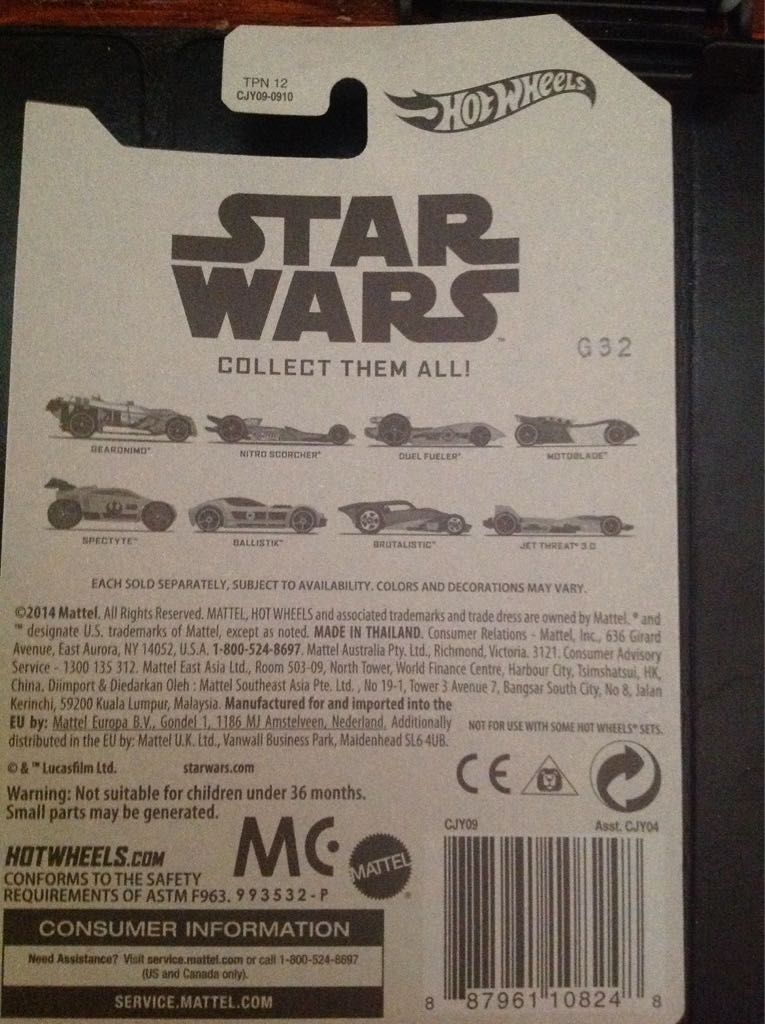 TPN 12
CJY09-0910
HOT WHEELS
STAR
WARS™
COLLECT THEM ALL!
G32
GEARONIMO™ NITRO SCORCHER™ DUEL FUELER™ MOTOBLADE™
SPECTYTE™ BALLISTIK™ BRUTALISTIC™ JET THREAT™ 3.0
EACH SOLD SEPARATELY, SUBJECT TO AVAILABILITY. COLORS AND DECORATIONS MAY VARY.
©2014 Mattel. All Rights Reserved. MATTEL, HOT WHEELS and associated trademarks and trade dress are owned by Mattel. ® and
™ designate U.S. trademarks of Mattel, except as noted. MADE IN THAILAND. Consumer Relations - Mattel, Inc., 636 Girard
Avenue, East Aurora, NY 14052, U.S.A. 1-800-524-8697. Mattel Australia Pty. Ltd., Richmond, Victoria. 3121. Consumer Advisory
Service - 1300 135 312. Mattel East Asia Ltd., Room 503-09, North Tower, World Finance Centre, Harbour City, Tsimshatsui, HK,
China. Diimport & Diedarkan Oleh : Mattel Southeast Asia Pte. Ltd. , No 19-1, Tower 3 Avenue 7, Bangsar South City, No 8, Jalan
Kerinchi, 59200 Kuala Lumpur, Malaysia. Manufactured for and imported into the
EU by: Mattel Europa B.V., Gondel 1, 1186 MJ Amstelveen, Nederland. Additionally
distributed in the EU by: Mattel U.K. Ltd., Vanwall Business Park, Maidenhead SL6 4UB.
NOT FOR USE WITH SOME HOT WHEELS® SETS.
© & ™ Lucasfilm Ltd. starwars.com
CE
Warning: Not suitable for children under 36 months.
Small parts may be generated.
MC
MATTEL®
HOTWHEELS.COM
CONFORMS TO THE SAFETY
REQUIREMENTS OF ASTM F963. 993532-P
CONSUMER INFORMATION
Need Assistance? Visit service.mattel.com or call 1-800-524-8697
(US and Canada only).
SERVICE.MATTEL.COM
CJY09 Asst. CJY04
8 87961 10824 8